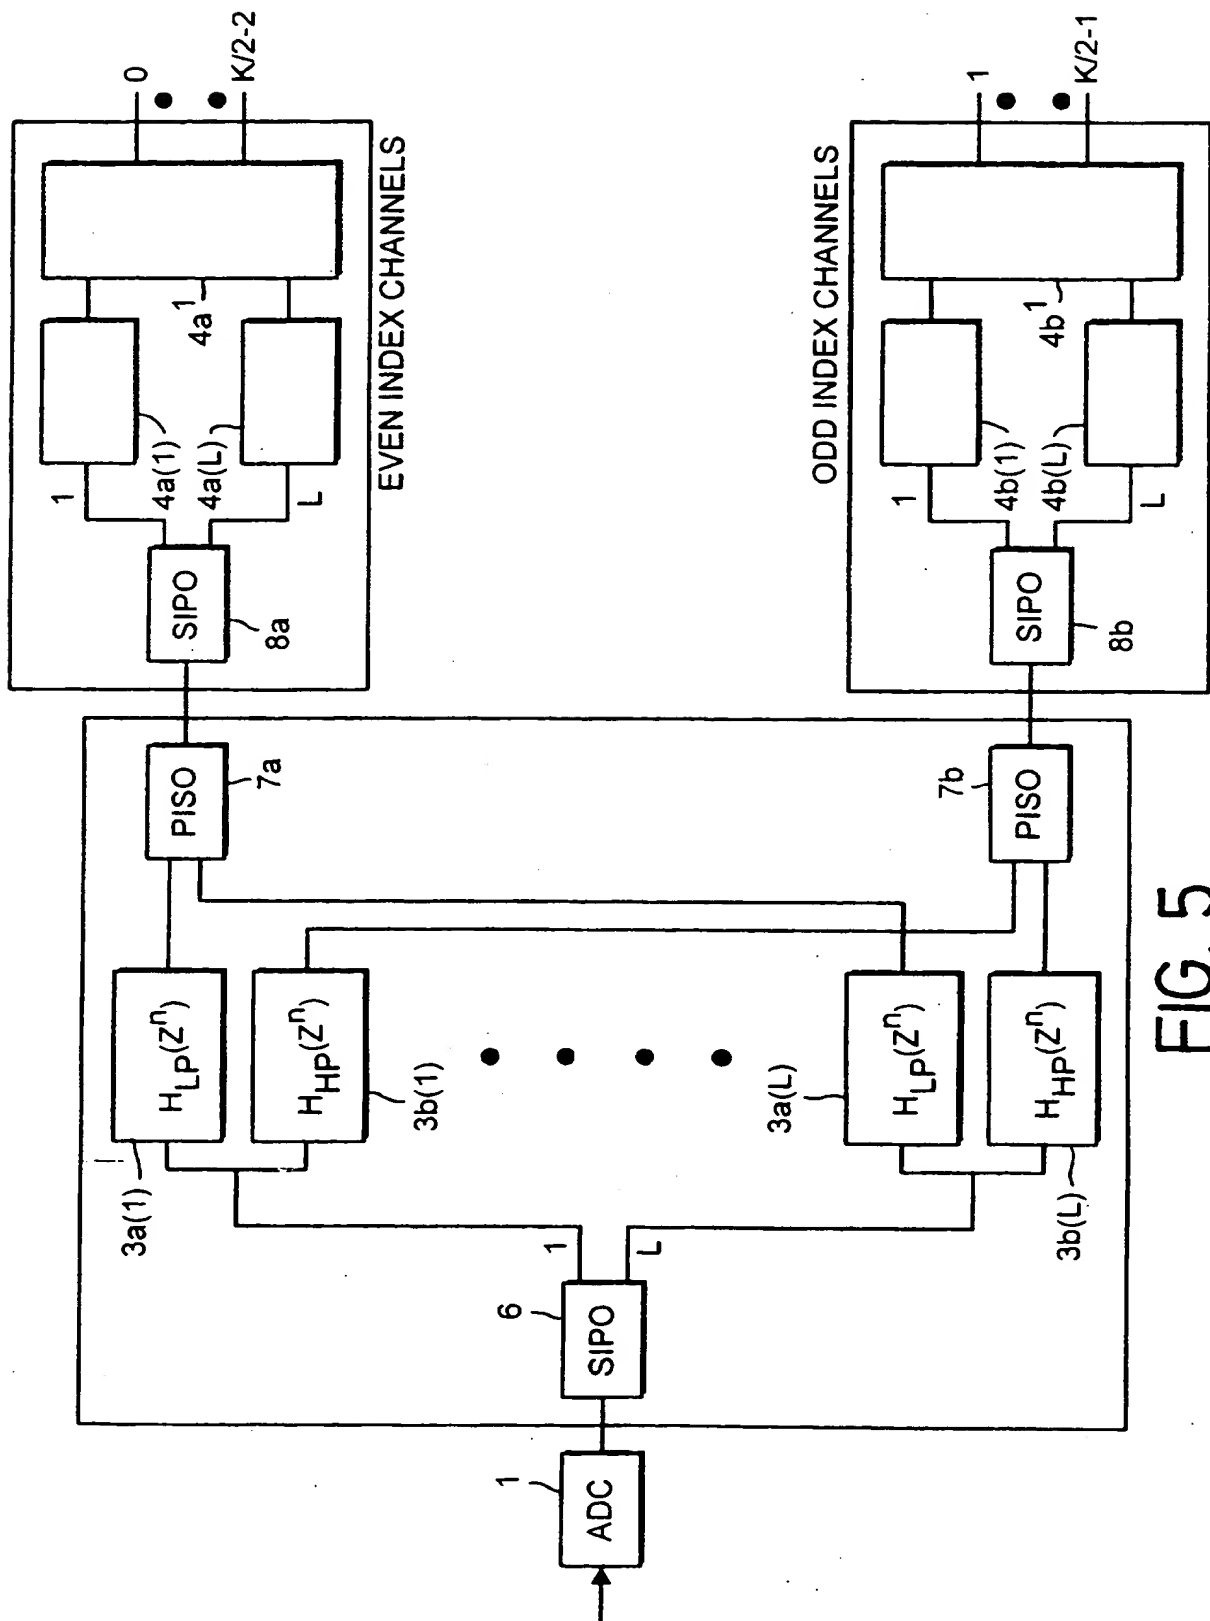 1
ADC
6
SIPO
1
L
3a(1)
H_LP(Z^n)
H_HP(Z^n)
3b(1)
3a(L)
H_LP(Z^n)
H_HP(Z^n)
3b(L)
PISO
7a
PISO
7b
SIPO
8a
1
L
4a(1)
4a(L)
4a^1
0
K/2-2
EVEN INDEX CHANNELS
SIPO
8b
1
L
4b(1)
4b(L)
4b^1
1
K/2-1
ODD INDEX CHANNELS
FIG. 5